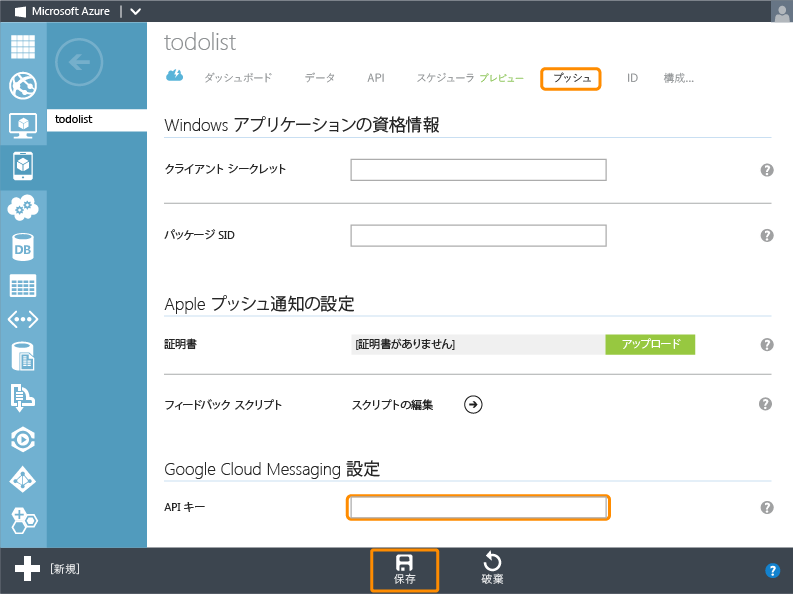 Microsoft Azure
todolist
todolist
ダッシュボード データ API スケジューラ プレビュー プッシュ ID 構成...
Windows アプリケーションの資格情報
クライアント シークレット
?
パッケージ SID
?
Apple プッシュ通知の設定
証明書 [証明書がありません] アップロード
?
フィードバック スクリプト スクリプトの編集
?
Google Cloud Messaging 設定
API キー
?
DB
[新規] 保存 破棄
?